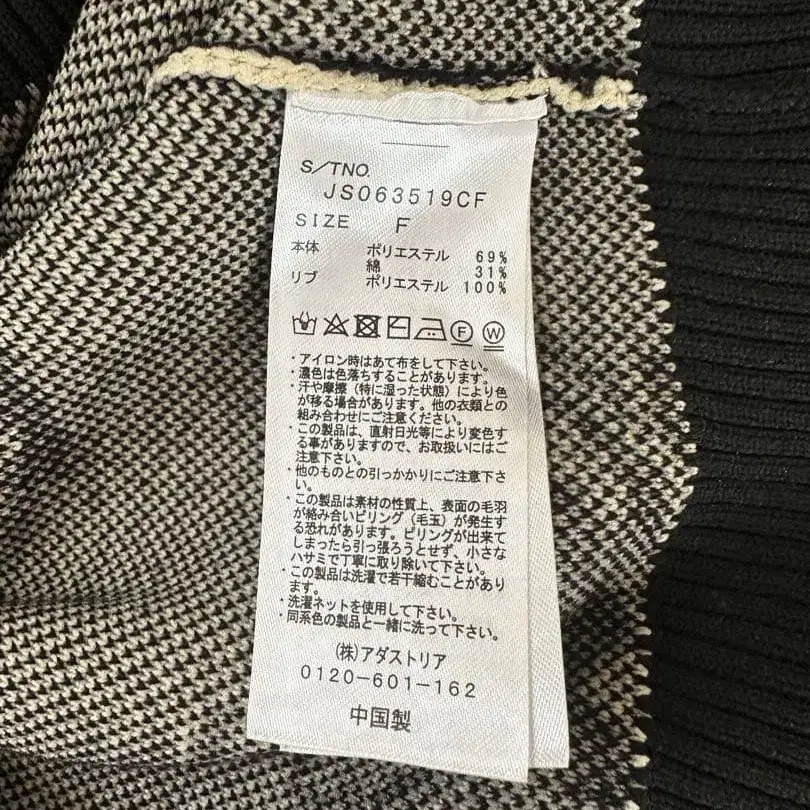 S/TNO.
JS063519CF
SIZE F
本体 ポリエステル 69%
綿 31%
リブ ポリエステル 100%
F W
・アイロン時はあて布をして下さい。
・濃色は色落ちすることがあります。
・汗や摩擦（特に湿った状態）により色
が移る場合があります。他の衣類との
組み合わせにご注意ください。
・この製品は、直射日光等により変色す
る事がありますので、お取扱いにはご
注意ください。
・他のものとの引っかかりにご注意下さ
い。
・この製品は素材の性質上、表面の毛羽
が絡み合いピリング（毛玉）が発生す
る恐れがあります。ピリングが出来て
しまったら引っ張ろうとせず、小さな
ハサミで丁寧に取り除いて下さい。
・この製品は洗濯で若干縮むことがあり
ます。
・洗濯ネットを使用して下さい。
・同系色の製品と一緒に洗って下さい。
(株)アダストリア
0120-601-162
中国製